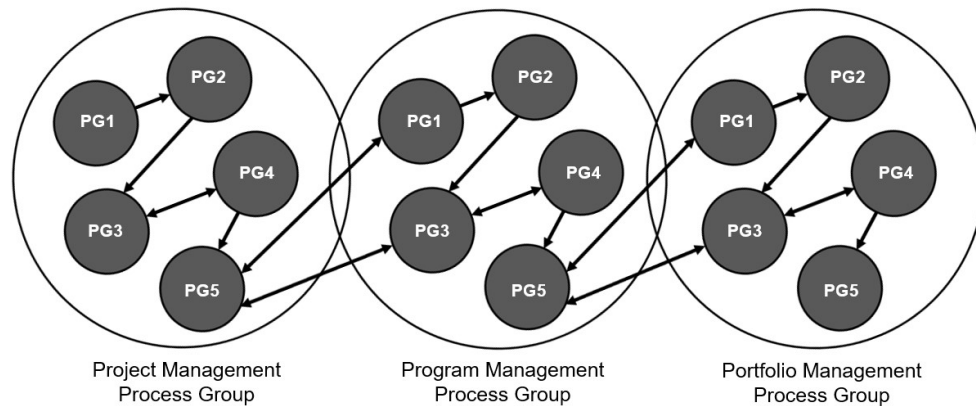 PG1
PG2
PG3
PG4
PG5
Project Management
Process Group
PG1
PG2
PG3
PG4
PG5
Program Management
Process Group
PG1
PG2
PG3
PG4
PG5
Portfolio Management
Process Group